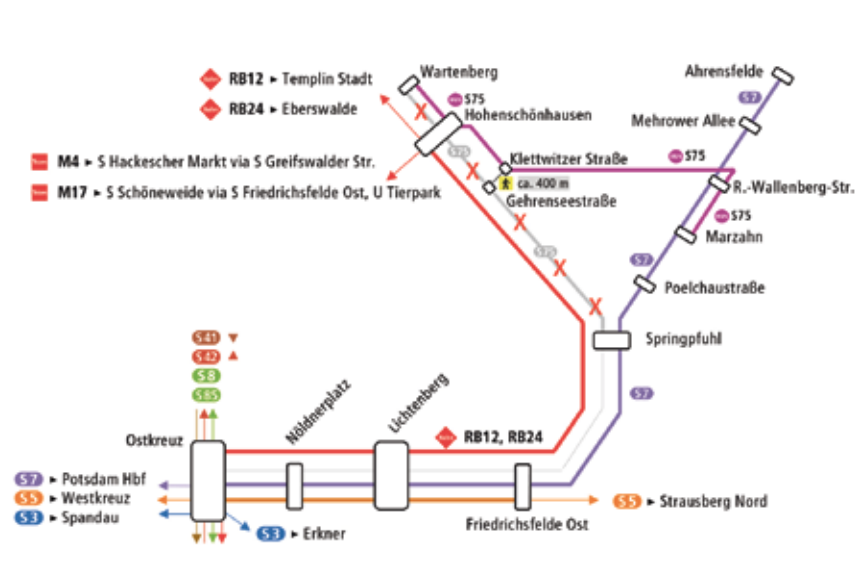 Wartenberg
Ahrensfelde
RB12 ▸ Templin Stadt
S75
S7
RB24 ▸ Eberswalde
Hohenschönhausen
Mehrower Allee
S75
Klettwitzer Straße
S75
M4 ▸ S Hackescher Markt via S Greifswalder Str.
ca. 400 m
R.-Wallenberg-Str.
M17 ▸ S Schöneweide via S Friedrichsfelde Ost, U Tierpark
Gehrenseestraße
S75
Marzahn
S75
S7
Poelchaustraße
S41
Springpfuhl
S42
S8
S85
S7
Nöldnerplatz
Lichtenberg
Ostkreuz
RB12, RB24
S7 ▸ Potsdam Hbf
S5 ▸ Westkreuz
S5 ▸ Strausberg Nord
S3 ▸ Spandau
Friedrichsfelde Ost
S3 ▸ Erkner